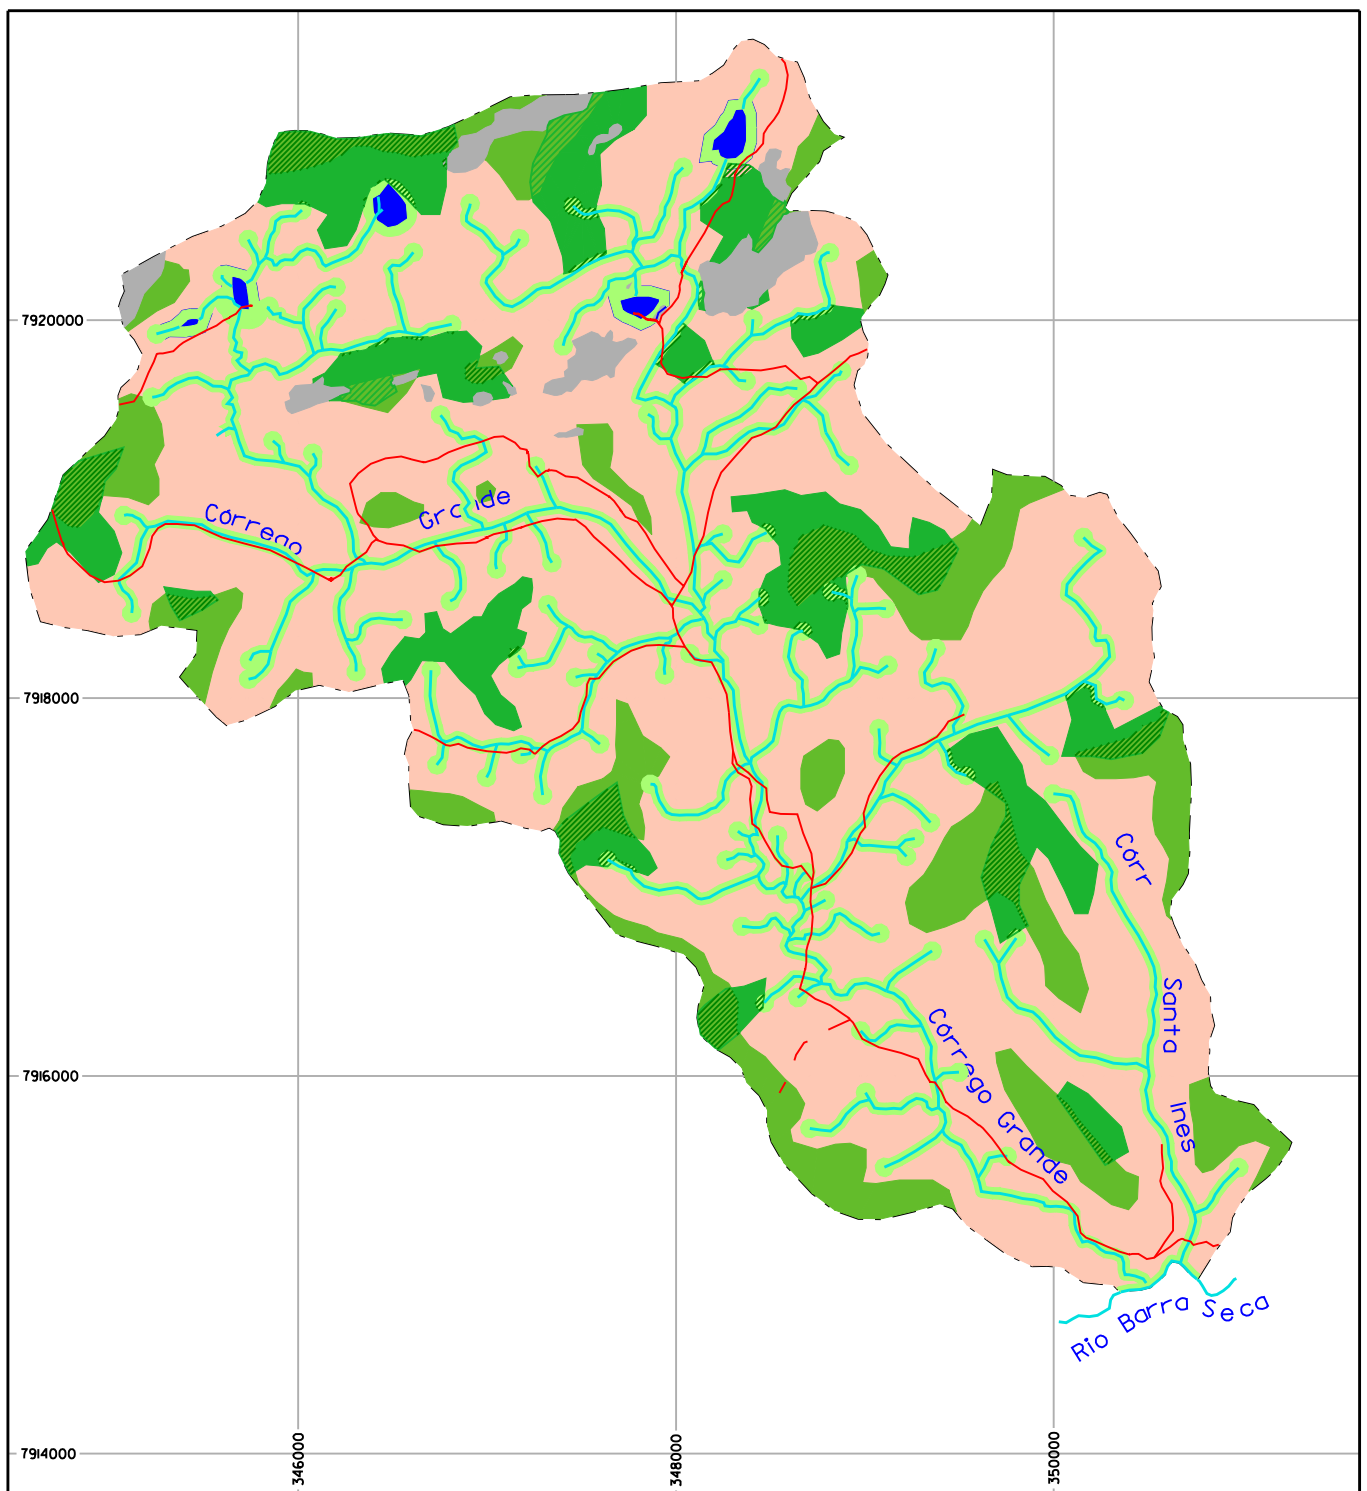 7920000
Córrego
Grande
7918000
Córr
Santa
Córrego Grande
7916000
Ines
Rio Barra Seca
7914000
346000
348000
350000